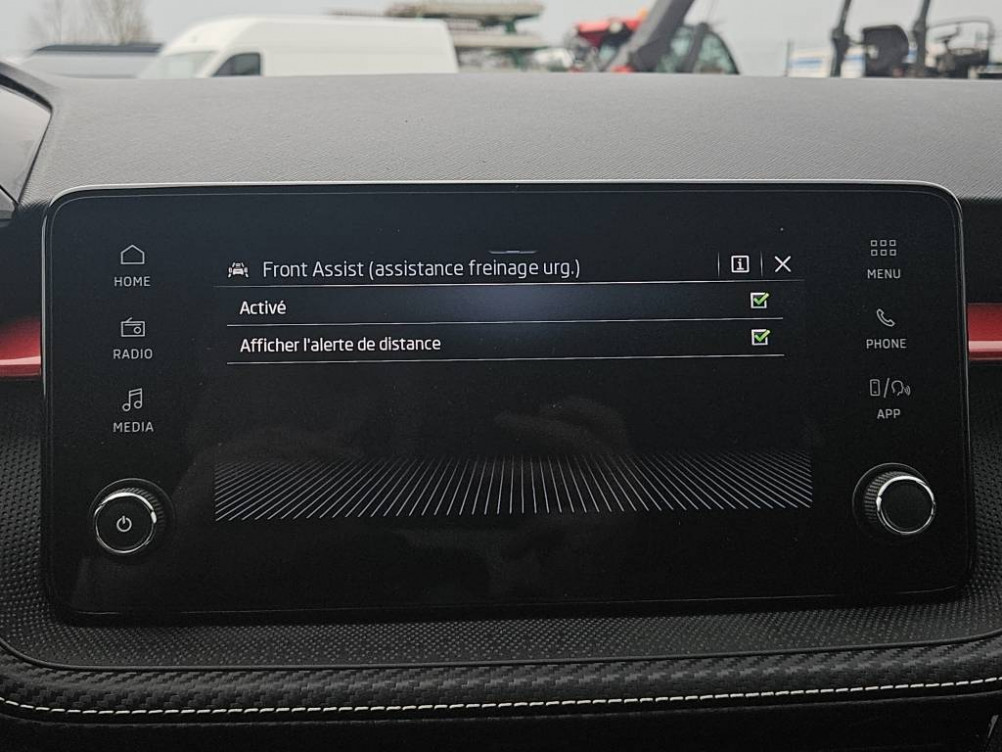 HOME
RADIO
MEDIA
Front Assist (assistance freinage urg.)
Activé
Afficher l'alerte de distance
MENU
PHONE
APP